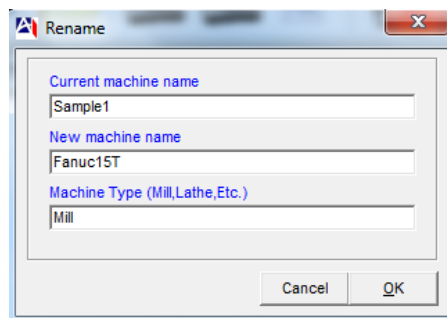 Rename
Current machine name
Sample1
New machine name
Fanuc15T
Machine Type (Mill,Lathe,Etc.)
Mill
Cancel OK